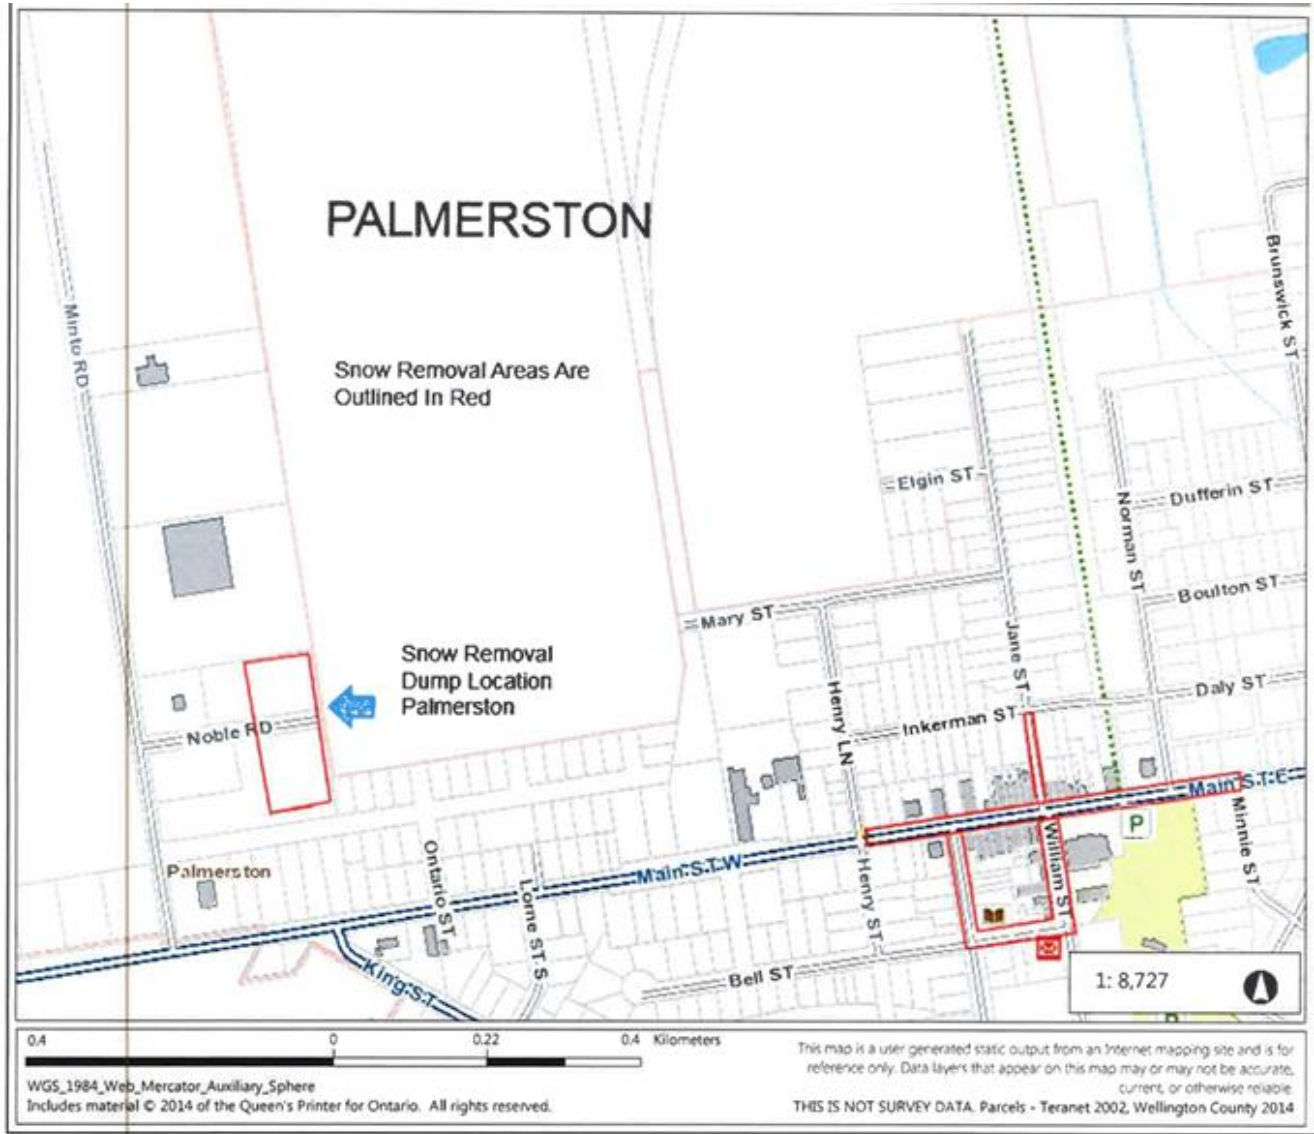 PALMERSTON
Minto RD
Brunswick ST
Snow Removal Areas Are
Outlined In Red
Elgin ST
Norman ST
Dufferin ST
Boulton ST
Mary ST
Jane ST
Snow Removal
Dump Location
Palmerston
Henry LN
Daly ST
Noble RD
Inkerman ST
Main ST E
P
Minnie ST
William ST
Palmerston
Ontario ST
Lorne ST S
Main ST W
Henry ST
King ST
Bell ST
1: 8,727
0.4
0
0.22
0.4
Kilometers
WGS_1984_Web_Mercator_Auxiliary_Sphere
Includes material © 2014 of the Queen's Printer for Ontario. All rights reserved.
This map is a user generated static output from an Internet mapping site and is for
reference only. Data layers that appear on this map may or may not be accurate,
current, or otherwise reliable.
THIS IS NOT SURVEY DATA. Parcels - Teranet 2002, Wellington County 2014